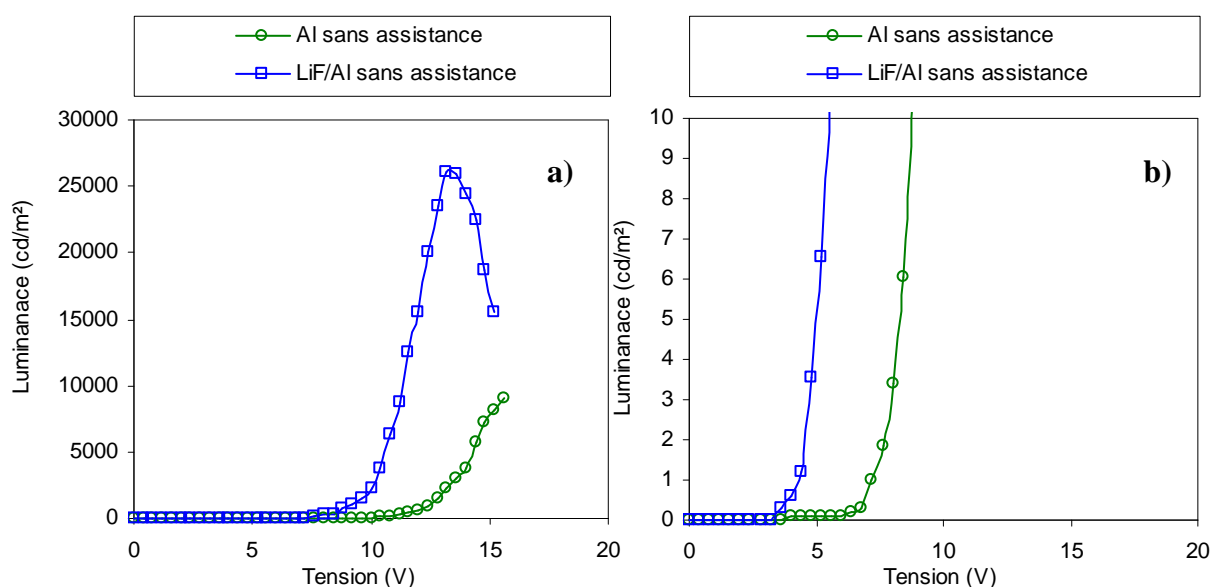 Al sans assistance
LiF/Al sans assistance
a)
Luminanace (cd/m²)
30000
25000
20000
15000
10000
5000
0
0 5 10 15 20
Tension (V)
Al sans assistance
LiF/Al sans assistance
b)
Luminanace (cd/m²)
10
9
8
7
6
5
4
3
2
1
0
0 5 10 15 20
Tension (V)